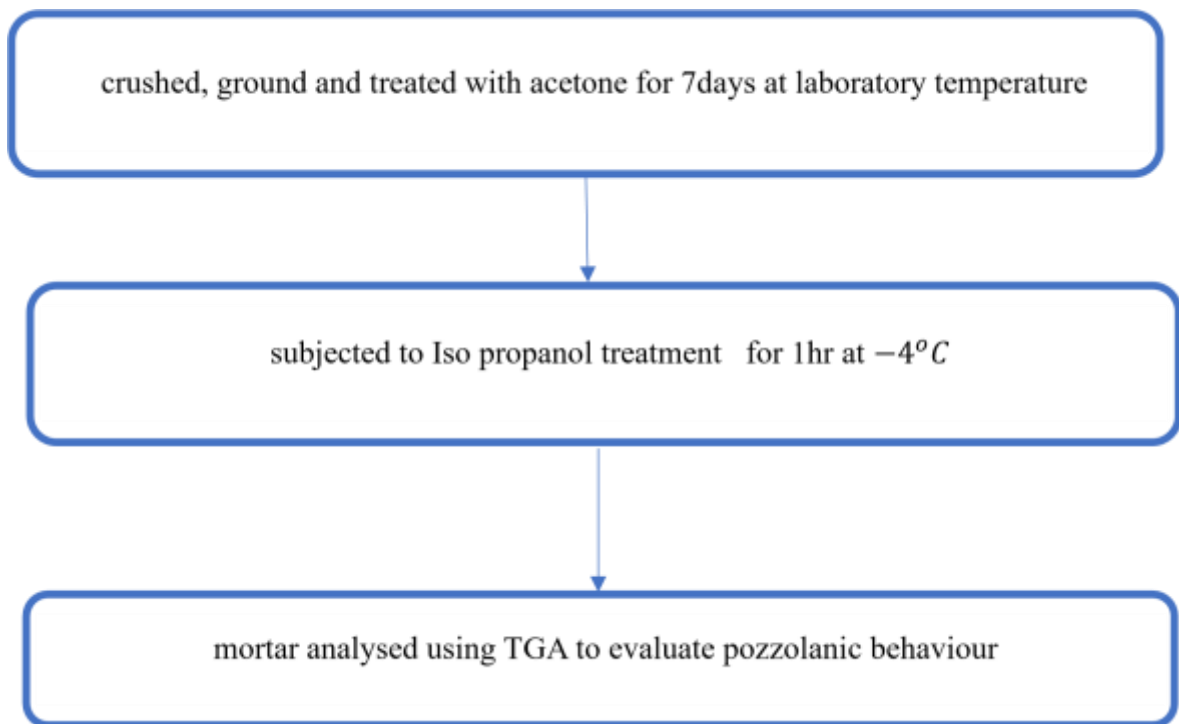 crushed, ground and treated with acetone for 7days at laboratory temperature
subjected to Iso propanol treatment for 1hr at −4°C
mortar analysed using TGA to evaluate pozzolanic behaviour